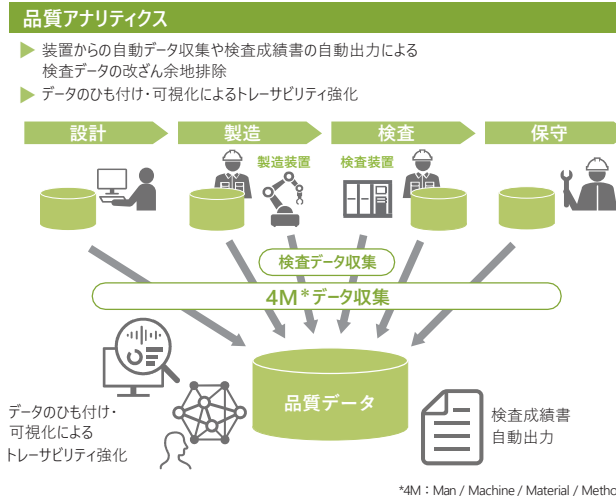 品質アナリティクス
▶ 装置からの自動データ収集や検査成績書の自動出力による
検査データの改ざん余地排除
▶ データのひも付け・可視化によるトレーサビリティ強化
設計
製造
検査
保守
製造装置
検査装置
検査データ収集
4M*データ収集
品質データ
データのひも付け・
可視化による
トレーサビリティ強化
検査成績書
自動出力
*4M：Man / Machine / Material / Metho